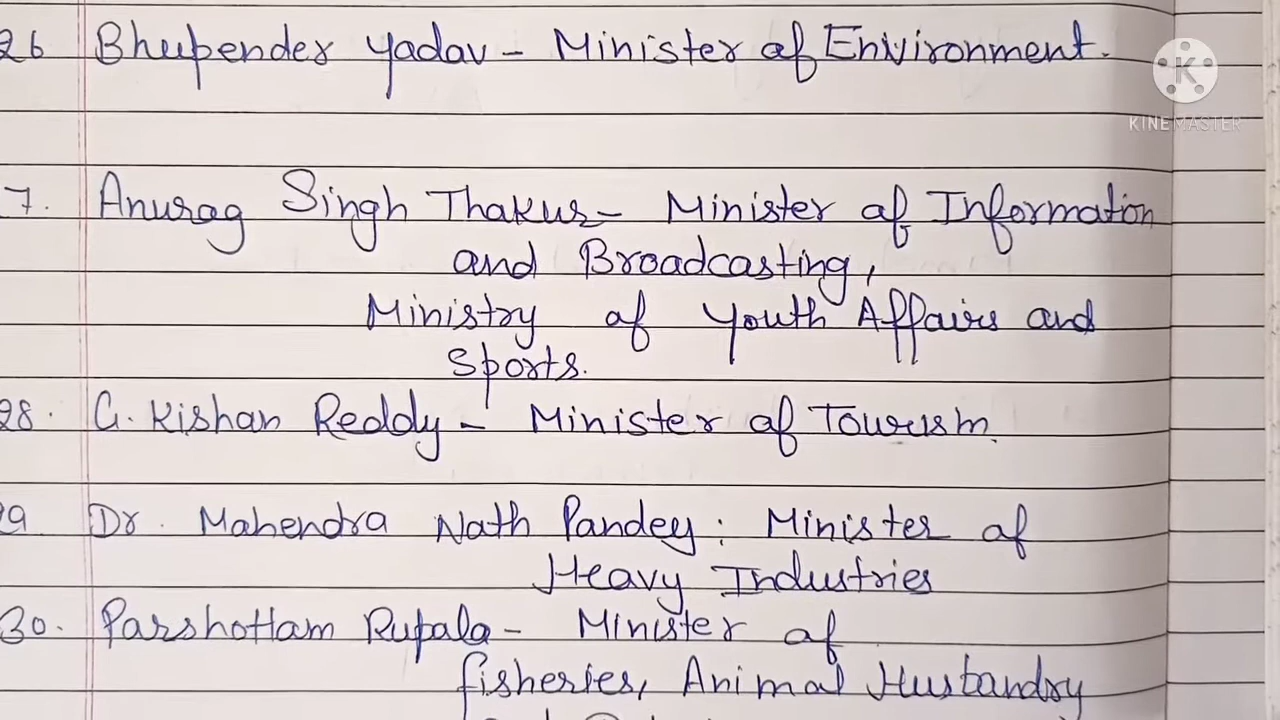 26 Bhupender Yadav - Minister of Environment.
KINEMASTER
7. Anurag Singh Thakur- Minister of Information
and Broadcasting,
Ministry of Youth Affairs and
Sports.
28. G. Kishan Reddy - Minister of Tourism.
9 Dr. Mahendra Nath Pandey: Minister of
Heavy Industries
30. Parshottam Rupala - Minister of
fisheries, Animal Husbandry